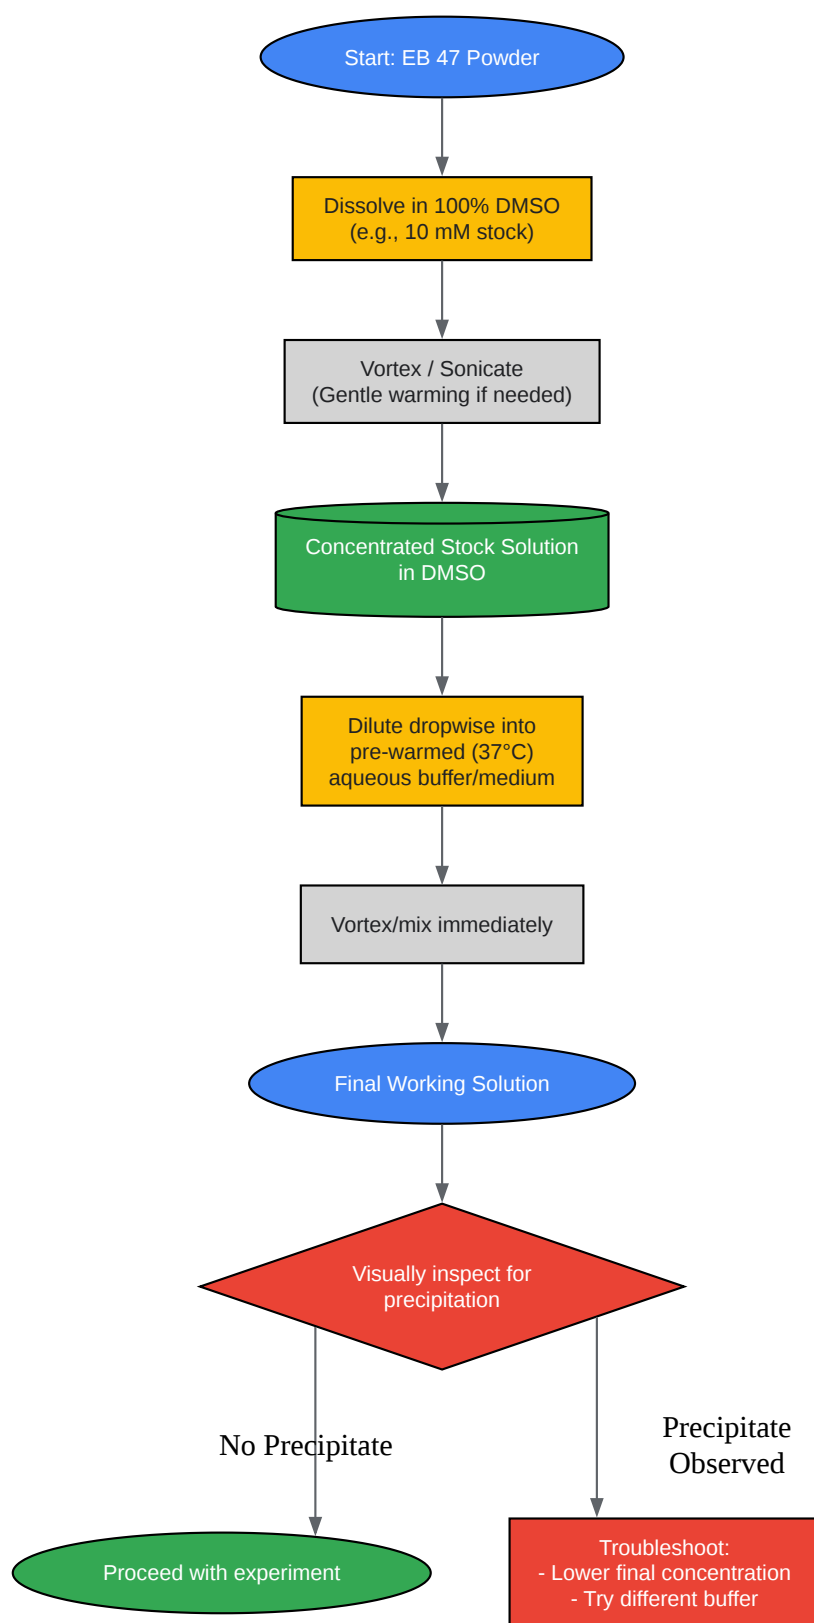 Start: EB 47 Powder
Dissolve in 100% DMSO
(e.g., 10 mM stock)
Vortex / Sonicate
(Gentle warming if needed)
Concentrated Stock Solution
in DMSO
Dilute dropwise into
pre-warmed (37°C)
aqueous buffer/medium
Vortex/mix immediately
Final Working Solution
Visually inspect for
precipitation
No Precipitate
Precipitate
Observed
Proceed with experiment
Troubleshoot:
- Lower final concentration
- Try different buffer